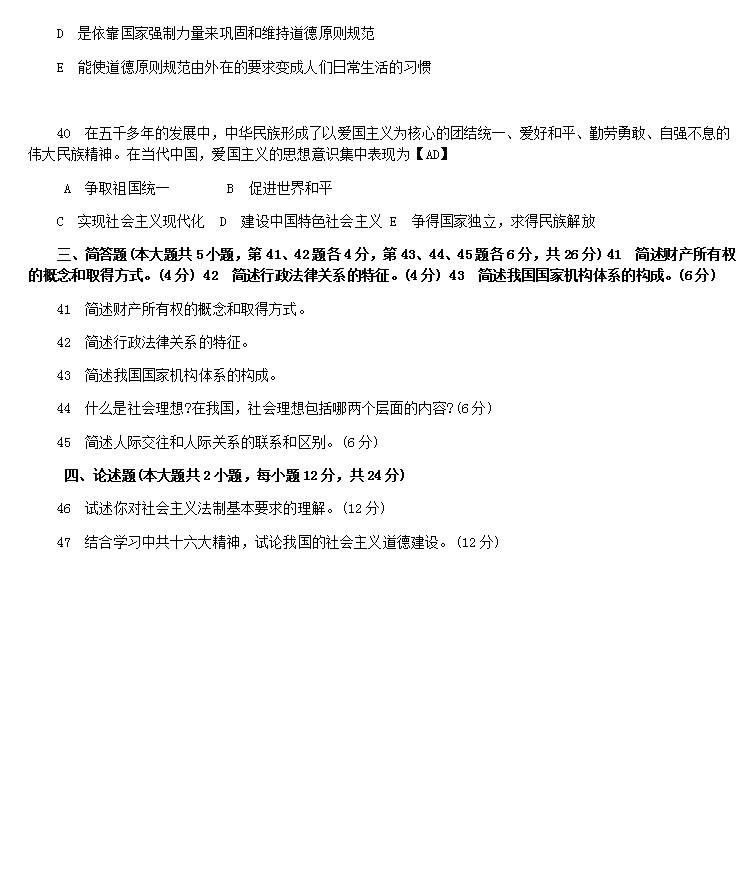 D 是依靠国家强制力量来巩固和维持道德原则规范
E 能使道德原则规范由外在的要求变成人们日常生活的习惯
40 在五千多年的发展中，中华民族形成了以爱国主义为核心的团结统一、爱好和平、勤劳勇敢、自强不息的
伟大民族精神。在当代中国，爱国主义的思想意识集中表现为【AD】
A 争取祖国统一 B 促进世界和平
C 实现社会主义现代化 D 建设中国特色社会主义 E 争得国家独立，求得民族解放
三、简答题(本大题共5小题，第41、42题各4分，第43、44、45题各6分，共26分) 41 简述财产所有权
的概念和取得方式。(4分) 42 简述行政法律关系的特征。(4分) 43 简述我国国家机构体系的构成。(6分)
41 简述财产所有权的概念和取得方式。
42 简述行政法律关系的特征。
43 简述我国国家机构体系的构成。
44 什么是社会理想?在我国，社会理想包括哪两个层面的内容?(6分)
45 简述人际交往和人际关系的联系和区别。(6分)
四、论述题(本大题共2小题，每小题12分，共24分)
46 试述你对社会主义法制基本要求的理解。(12分)
47 结合学习中共十六大精神，试论我国的社会主义道德建设。(12分)